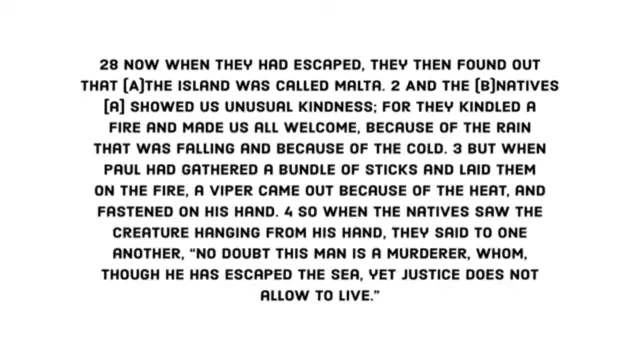 28 NOW WHEN THEY HAD ESCAPED, THEY THEN FOUND OUT
THAT (A)THE ISLAND WAS CALLED MALTA. 2 AND THE (B)NATIVES
[A] SHOWED US UNUSUAL KINDNESS; FOR THEY KINDLED A
FIRE AND MADE US ALL WELCOME, BECAUSE OF THE RAIN
THAT WAS FALLING AND BECAUSE OF THE COLD. 3 BUT WHEN
PAUL HAD GATHERED A BUNDLE OF STICKS AND LAID THEM
ON THE FIRE, A VIPER CAME OUT BECAUSE OF THE HEAT, AND
FASTENED ON HIS HAND. 4 SO WHEN THE NATIVES SAW THE
CREATURE HANGING FROM HIS HAND, THEY SAID TO ONE
ANOTHER, “NO DOUBT THIS MAN IS A MURDERER, WHOM,
THOUGH HE HAS ESCAPED THE SEA, YET JUSTICE DOES NOT
ALLOW TO LIVE.”